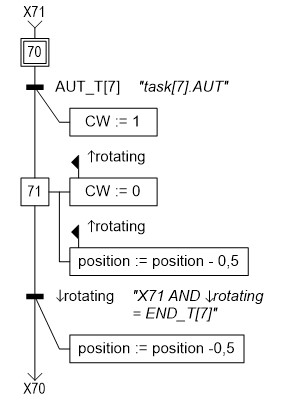 X71
70
AUT_T[7] "task[7].AUT"
CW := 1
↑rotating
71
CW := 0
↑rotating
position := position - 0,5
↓rotating "X71 AND ↓rotating
= END_T[7]"
position := position -0,5
X70